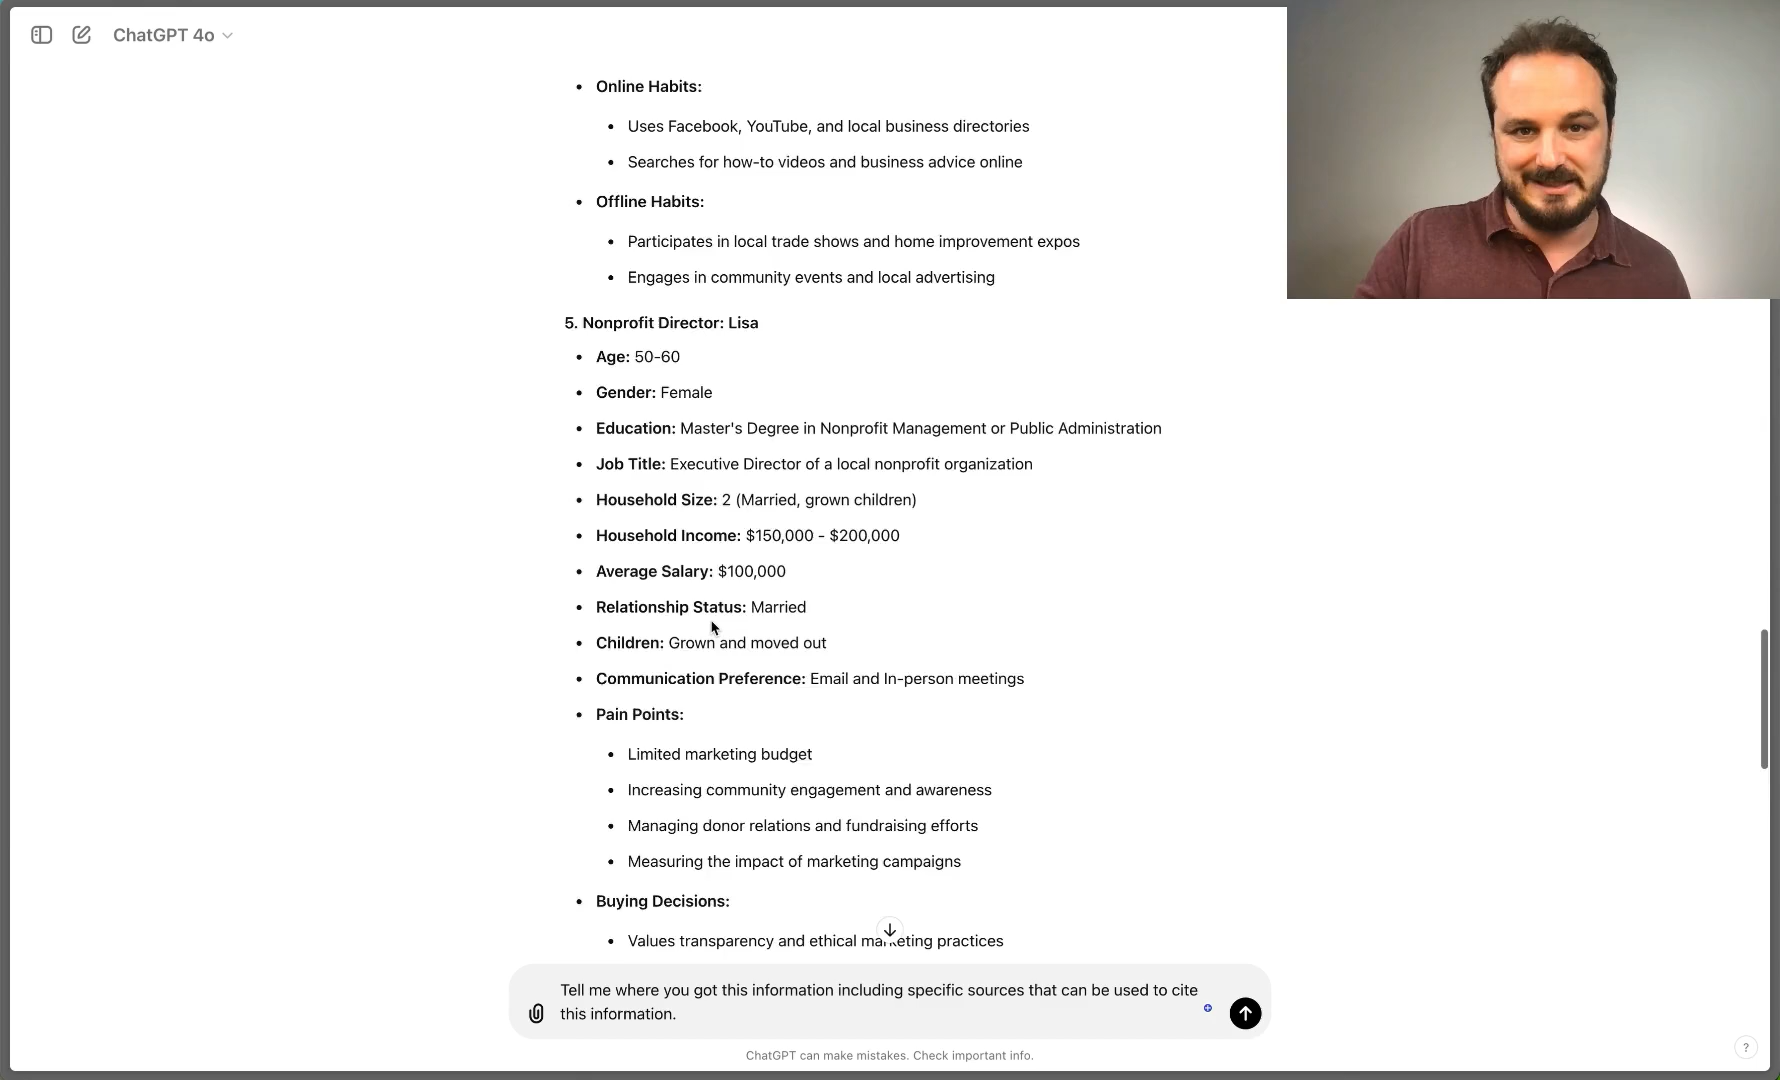 ChatGPT 4o
Online Habits:
Uses Facebook, YouTube, and local business directories
Searches for how-to videos and business advice online
Offline Habits:
Participates in local trade shows and home improvement expos
Engages in community events and local advertising
5. Nonprofit Director: Lisa
Age: 50-60
Gender: Female
Education: Master's Degree in Nonprofit Management or Public Administration
Job Title: Executive Director of a local nonprofit organization
Household Size: 2 (Married, grown children)
Household Income: $150,000 - $200,000
Average Salary: $100,000
Relationship Status: Married
Children: Grown and moved out
Communication Preference: Email and In-person meetings
Pain Points:
Limited marketing budget
Increasing community engagement and awareness
Managing donor relations and fundraising efforts
Measuring the impact of marketing campaigns
Buying Decisions:
Values transparency and ethical marketing practices
Tell me where you got this information including specific sources that can be used to cite
this information.
ChatGPT can make mistakes. Check important info.
?